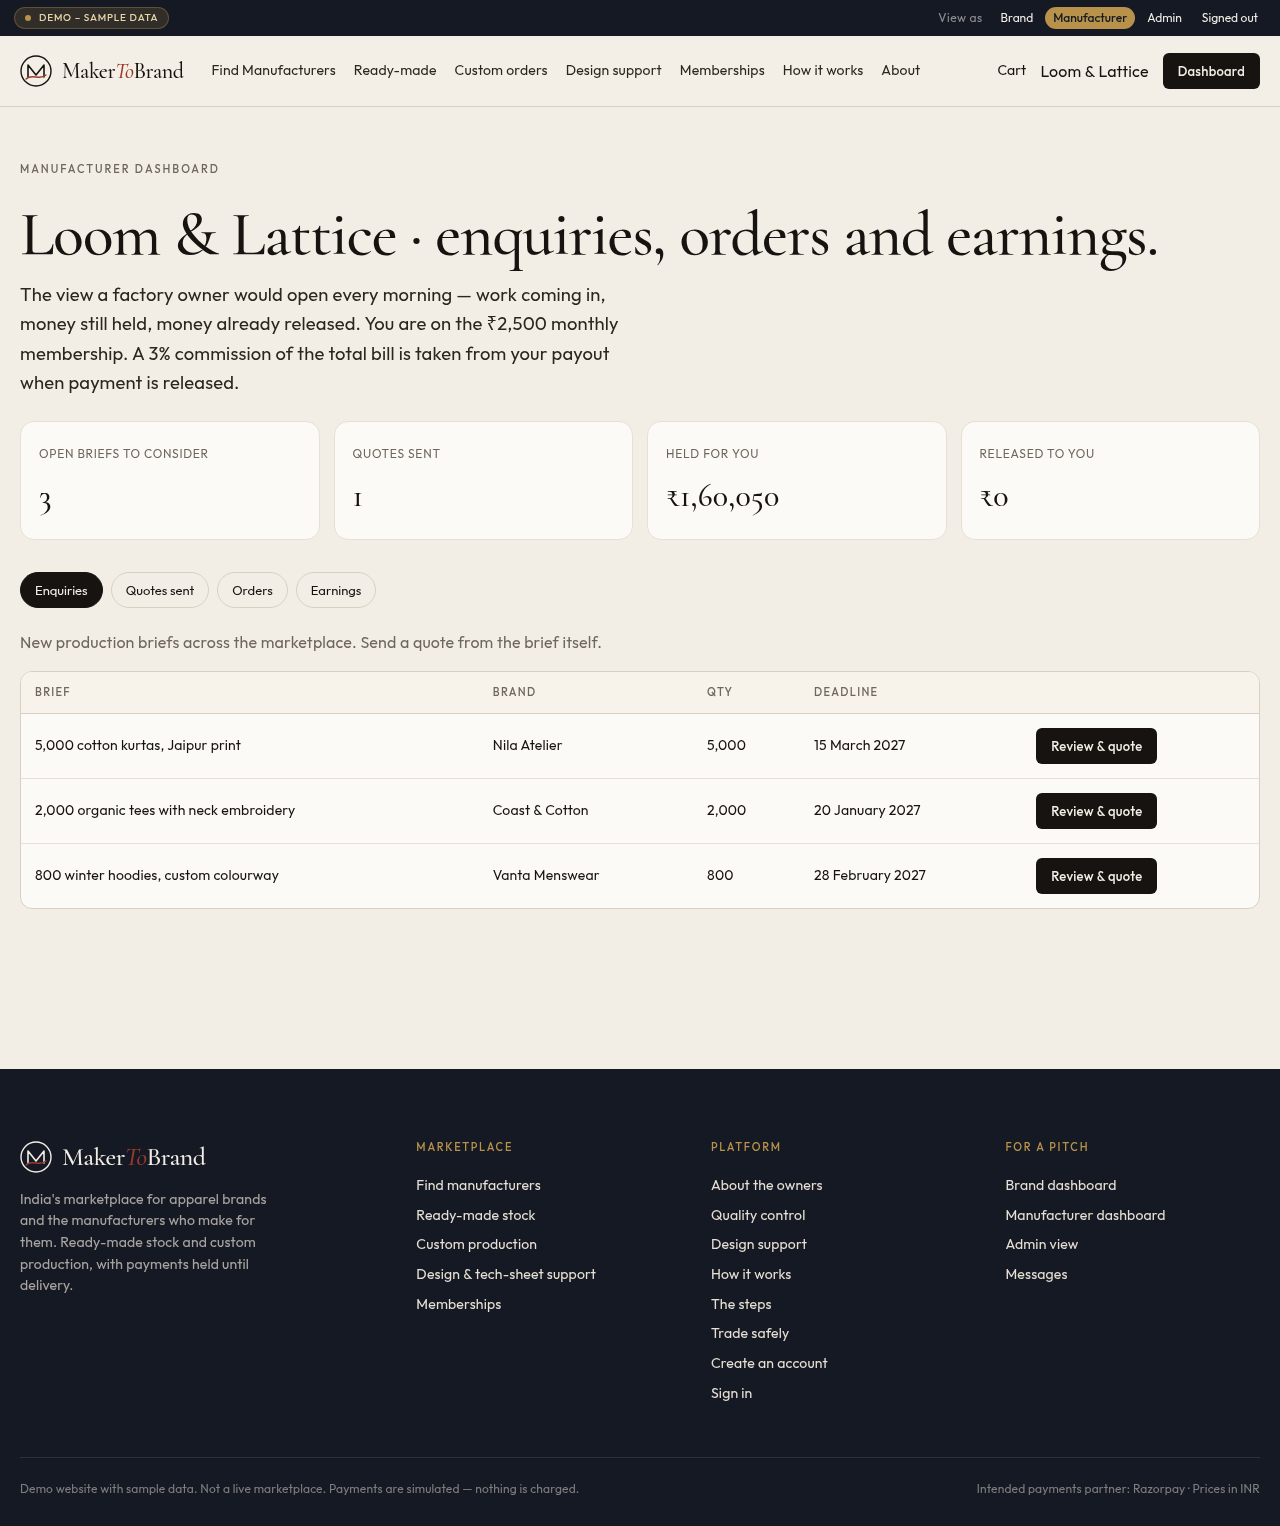 DEMO – SAMPLE DATA
View as Brand Manufacturer Admin Signed out
MakerToBrand Find Manufacturers Ready-made Custom orders Design support Memberships How it works About Cart Loom & Lattice Dashboard
MANUFACTURER DASHBOARD
Loom & Lattice · enquiries, orders and earnings.
The view a factory owner would open every morning — work coming in,
money still held, money already released. You are on the ₹2,500 monthly
membership. A 3% commission of the total bill is taken from your payout
when payment is released.
OPEN BRIEFS TO CONSIDER
3
QUOTES SENT
1
HELD FOR YOU
₹1,60,050
RELEASED TO YOU
₹0
Enquiries Quotes sent Orders Earnings
New production briefs across the marketplace. Send a quote from the brief itself.
BRIEF BRAND QTY DEADLINE
5,000 cotton kurtas, Jaipur print Nila Atelier 5,000 15 March 2027 Review & quote
2,000 organic tees with neck embroidery Coast & Cotton 2,000 20 January 2027 Review & quote
800 winter hoodies, custom colourway Vanta Menswear 800 28 February 2027 Review & quote
MakerToBrand
India's marketplace for apparel brands
and the manufacturers who make for
them. Ready-made stock and custom
production, with payments held until
delivery.
MARKETPLACE
Find manufacturers
Ready-made stock
Custom production
Design & tech-sheet support
Memberships
PLATFORM
About the owners
Quality control
Design support
How it works
The steps
Trade safely
Create an account
Sign in
FOR A PITCH
Brand dashboard
Manufacturer dashboard
Admin view
Messages
Demo website with sample data. Not a live marketplace. Payments are simulated — nothing is charged.
Intended payments partner: Razorpay · Prices in INR